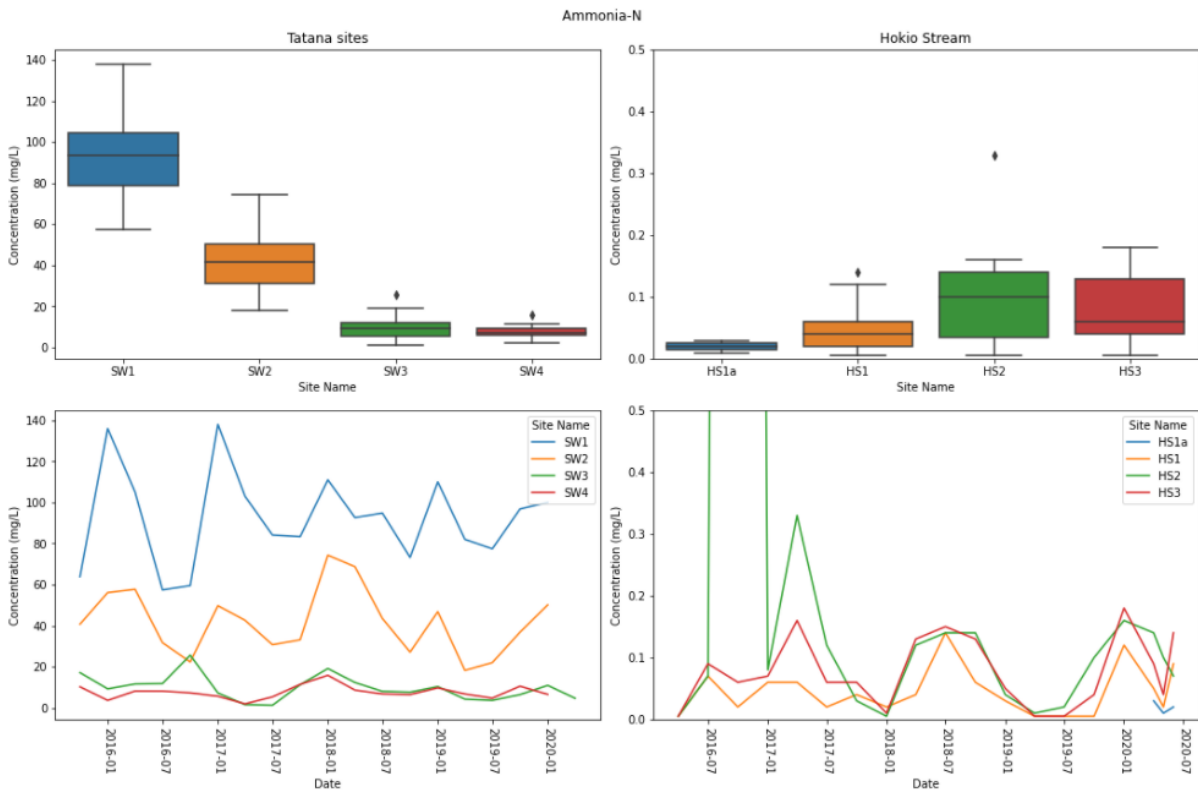 Ammonia-N
Tatana sites
Concentration (mg/L)
140
120
100
80
60
40
20
0
SW1 SW2 SW3 SW4
Site Name
Hokio Stream
Concentration (mg/L)
0.5
0.4
0.3
0.2
0.1
0.0
HS1a HS1 HS2 HS3
Site Name
Concentration (mg/L)
140
120
100
80
60
40
20
0
Site Name
SW1
SW2
SW3
SW4
2016-01 2016-07 2017-01 2017-07 2018-01 2018-07 2019-01 2019-07 2020-01
Date
Concentration (mg/L)
0.5
0.4
0.3
0.2
0.1
0.0
Site Name
HS1a
HS1
HS2
HS3
2016-07 2017-01 2017-07 2018-01 2018-07 2019-01 2019-07 2020-01 2020-07
Date